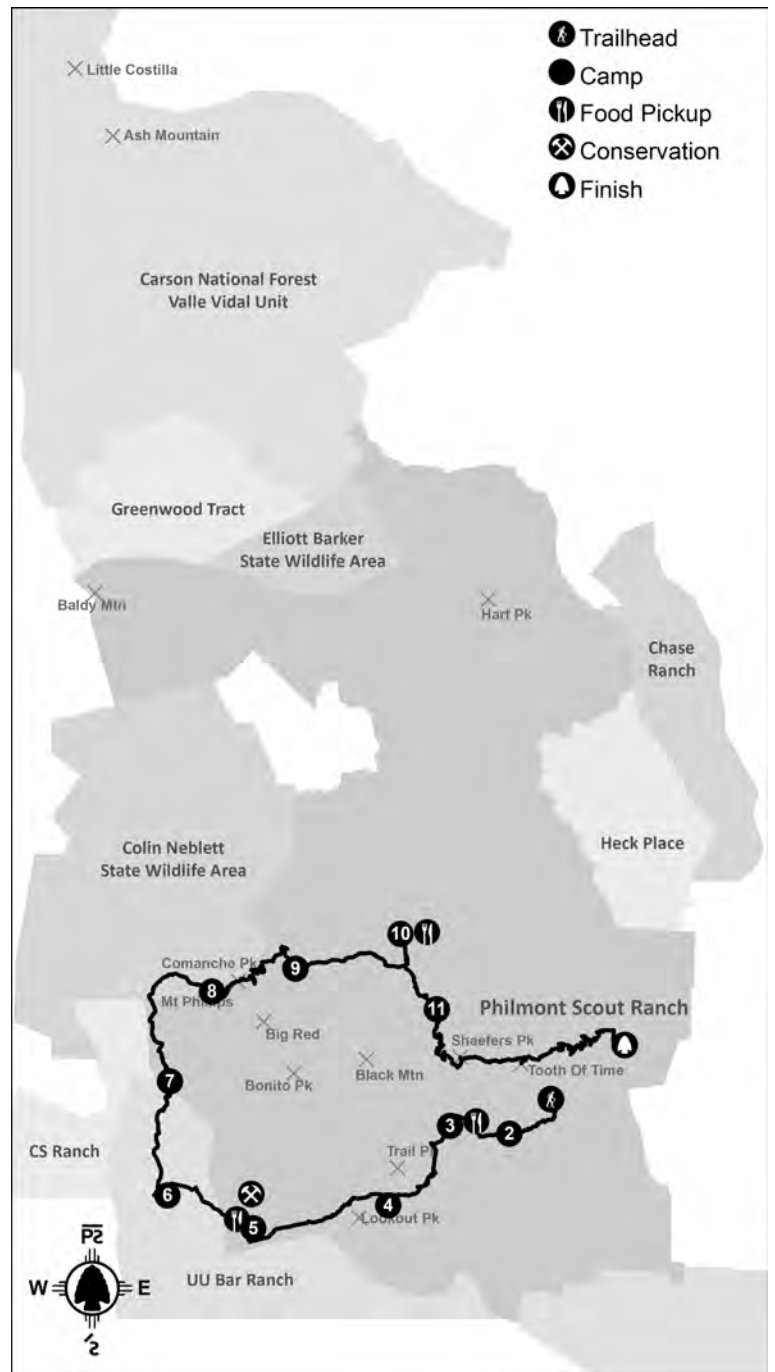 Trailhead
Camp
Food Pickup
Conservation
Finish
Little Costilla
Ash Mountain
Carson National Forest
Valle Vidal Unit
Greenwood Tract
Elliott Barker
State Wildlife Area
Baldy Mtn
Hart Pk
Chase
Ranch
Heck Place
Colin Neblett
State Wildlife Area
10
Comanche Pk
9
8
Mt Phillips
11
Philmont Scout Ranch
Big Red
Shaefers Pk
Black Mtn
Tooth Of Time
Bonito Pk
7
3
2
CS Ranch
Trail P
6
4
5
Lookout Pk
UU Bar Ranch
W
E